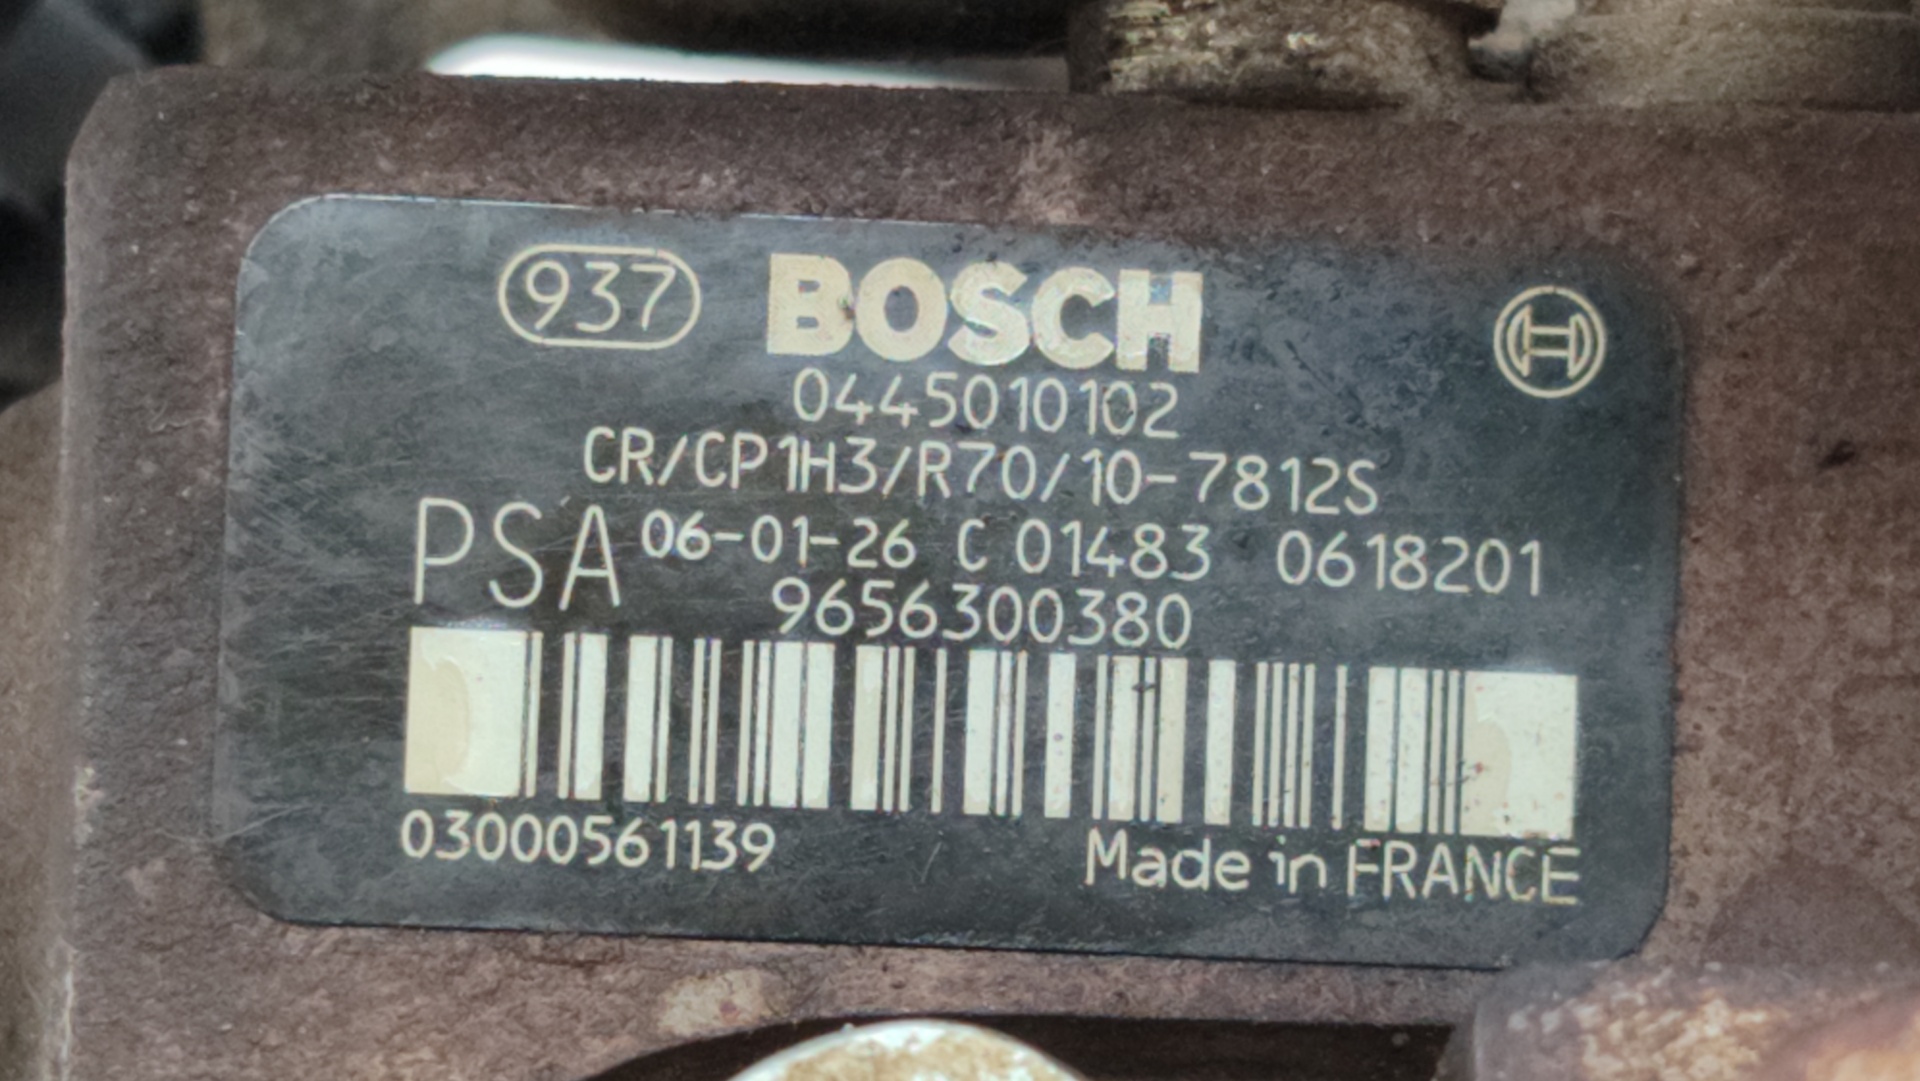 937 BOSCH
0445010102
CR/CP1H3/R70/10-7812S
PSA 06-01-26 C 01483 0618201
9656300380
03000561139 Made in FRANCE